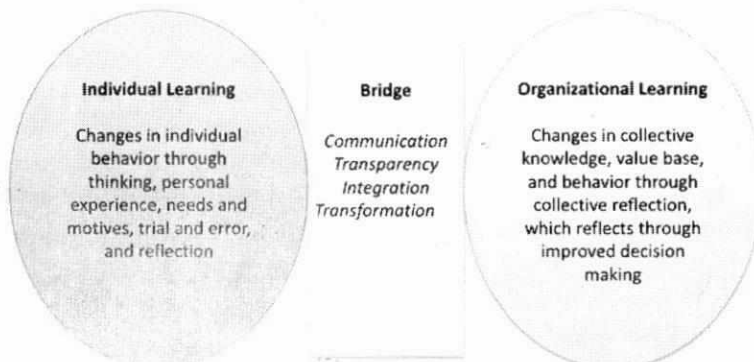 Individual Learning
Changes in individual
behavior through
thinking, personal
experience, needs and
motives, trial and error,
and reflection
Bridge
Communication
Transparency
Integration
Transformation
Organizational Learning
Changes in collective
knowledge, value base,
and behavior through
collective reflection,
which reflects through
improved decision
making